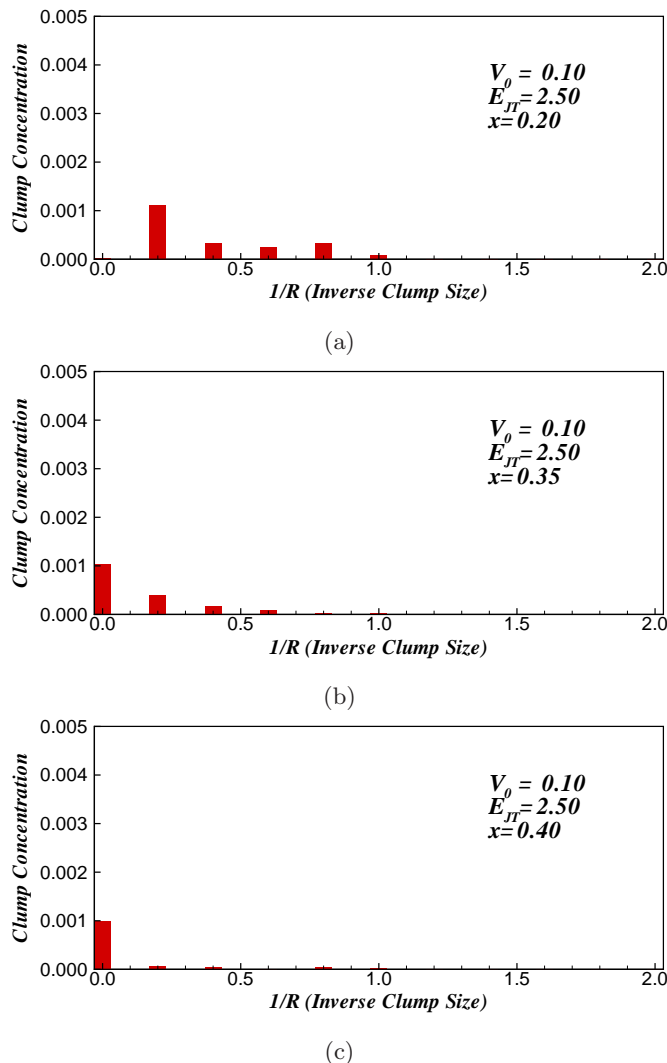 0.005
0.004
0.003
0.002
0.001
0.000
Clump Concentration
V₀ = 0.10
E_JT=2.50
x=0.20
0.0 0.5 1.0 1.5 2.0
1/R (Inverse Clump Size)
(a)
0.005
0.004
0.003
0.002
0.001
0.000
Clump Concentration
V₀ = 0.10
E_JT=2.50
x=0.35
0.0 0.5 1.0 1.5 2.0
1/R (Inverse Clump Size)
(b)
0.005
0.004
0.003
0.002
0.001
0.000
Clump Concentration
V₀ = 0.10
E_JT=2.50
x=0.40
0.0 0.5 1.0 1.5 2.0
1/R (Inverse Clump Size)
(c)